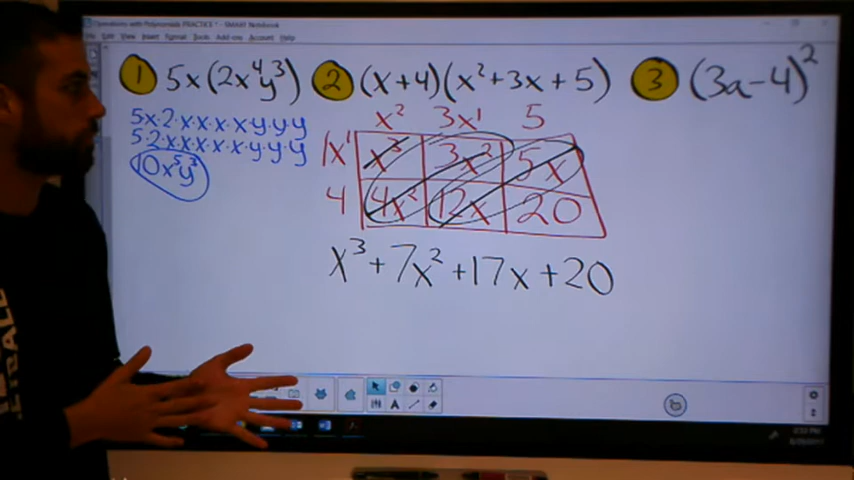 Operations with Polynomials PRACTICE * - SMART Notebook
Edit View Insert Format Tools Add-ons Account Help
1 5x(2x⁴y³)
5x·2·x·x·x·x·y·y·y
5·2·x·x·x·x·x·y·y·y
10x⁵y³
2 (x+4)(x²+3x+5)
x² 3x¹ 5
1x¹ x³ 3x² 5x
4 4x² 12x 20
x³+7x²+17x+20
3 (3a-4)²